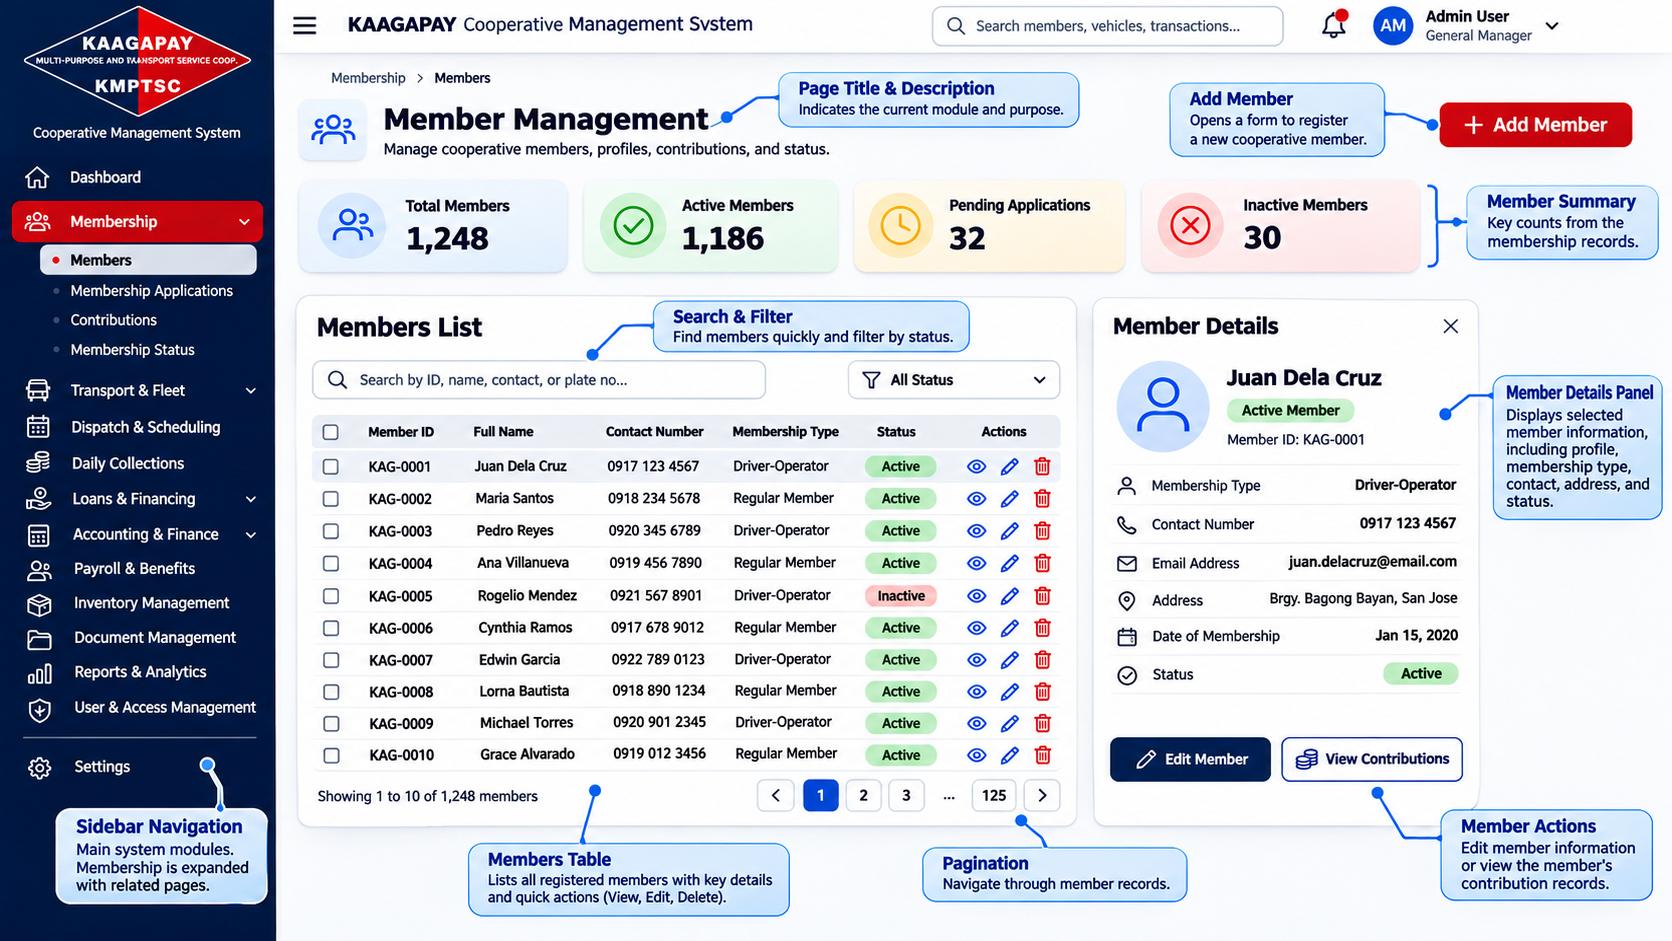 KAAGAPAY
MULTI-PURPOSE AND TRANSPORT SERVICE COOP.
KMPTSC
Cooperative Management System
Dashboard
Membership
Members
Membership Applications
Contributions
Membership Status
Transport & Fleet
Dispatch & Scheduling
Daily Collections
Loans & Financing
Accounting & Finance
Payroll & Benefits
Inventory Management
Document Management
Reports & Analytics
User & Access Management
Settings
Sidebar Navigation
Main system modules.
Membership is expanded
with related pages.
KAAGAPAY Cooperative Management System
Search members, vehicles, transactions...
AM
Admin User
General Manager
Membership > Members
Member Management
Manage cooperative members, profiles, contributions, and status.
Page Title & Description
Indicates the current module and purpose.
Add Member
Opens a form to register
a new cooperative member.
+ Add Member
Total Members
1,248
Active Members
1,186
Pending Applications
32
Inactive Members
30
Member Summary
Key counts from the
membership records.
Members List
Search & Filter
Find members quickly and filter by status.
Search by ID, name, contact, or plate no...
All Status
Member ID Full Name Contact Number Membership Type Status Actions
KAG-0001 Juan Dela Cruz 0917 123 4567 Driver-Operator Active
KAG-0002 Maria Santos 0918 234 5678 Regular Member Active
KAG-0003 Pedro Reyes 0920 345 6789 Driver-Operator Active
KAG-0004 Ana Villanueva 0919 456 7890 Regular Member Active
KAG-0005 Rogelio Mendez 0921 567 8901 Driver-Operator Inactive
KAG-0006 Cynthia Ramos 0917 678 9012 Regular Member Active
KAG-0007 Edwin Garcia 0922 789 0123 Driver-Operator Active
KAG-0008 Lorna Bautista 0918 890 1234 Regular Member Active
KAG-0009 Michael Torres 0920 901 2345 Driver-Operator Active
KAG-0010 Grace Alvarado 0919 012 3456 Regular Member Active
Showing 1 to 10 of 1,248 members
1 2 3 ... 125
Members Table
Lists all registered members with key details
and quick actions (View, Edit, Delete).
Pagination
Navigate through member records.
Member Details
Juan Dela Cruz
Active Member
Member ID: KAG-0001
Membership Type Driver-Operator
Contact Number 0917 123 4567
Email Address juan.delacruz@email.com
Address Brgy. Bagong Bayan, San Jose
Date of Membership Jan 15, 2020
Status Active
Edit Member
View Contributions
Member Details Panel
Displays selected
member information,
including profile,
membership type,
contact, address, and
status.
Member Actions
Edit member information
or view the member's
contribution records.